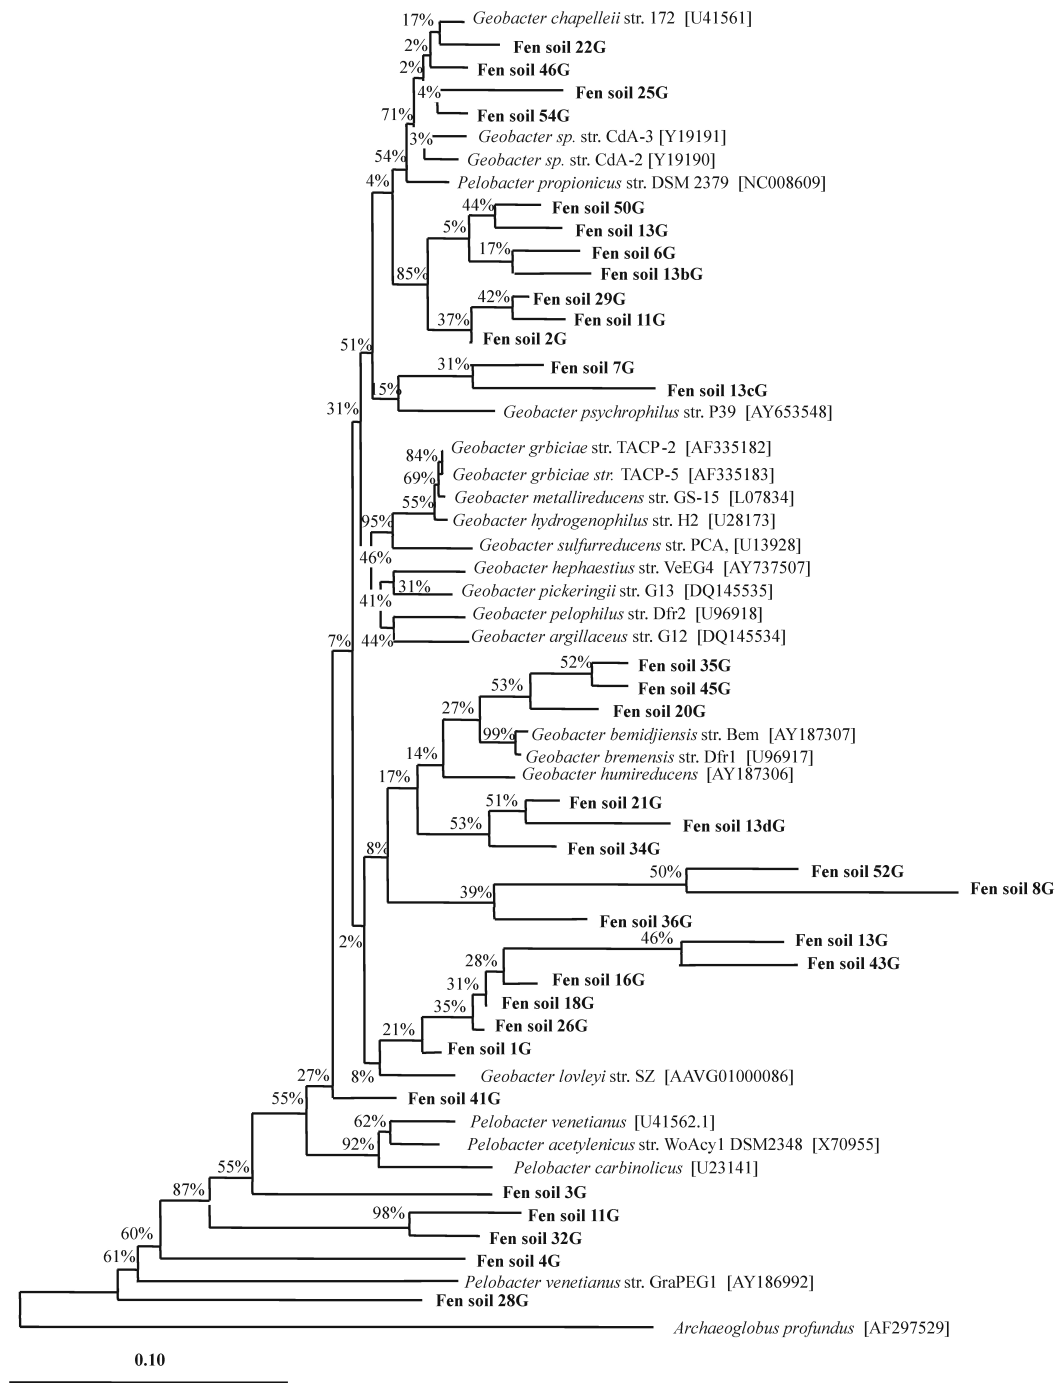 17% Geobacter chapelleii str. 172 [U41561]
2% Fen soil 22G
2% Fen soil 46G
4% Fen soil 25G
71% Fen soil 54G
3% Geobacter sp. str. CdA-3 [Y19191]
54% Geobacter sp. str. CdA-2 [Y19190]
4% Pelobacter propionicus str. DSM 2379 [NC008609]
44% Fen soil 50G
5% Fen soil 13G
17% Fen soil 6G
85% Fen soil 13bG
42% Fen soil 29G
37% Fen soil 11G
Fen soil 2G
51%
31% Fen soil 7G
15% Fen soil 13cG
31% Geobacter psychrophilus str. P39 [AY653548]
84% Geobacter grbiciae str. TACP-2 [AF335182]
69% Geobacter grbiciae str. TACP-5 [AF335183]
55% Geobacter metallireducens str. GS-15 [L07834]
95% Geobacter hydrogenophilus str. H2 [U28173]
Geobacter sulfurreducens str. PCA, [U13928]
46% Geobacter hephaestius str. VeEG4 [AY737507]
31% Geobacter pickeringii str. G13 [DQ145535]
41% Geobacter pelophilus str. Dfr2 [U96918]
7% 44% Geobacter argillaceus str. G12 [DQ145534]
52% Fen soil 35G
53% Fen soil 45G
27% Fen soil 20G
99% Geobacter bemidjiensis str. Bem [AY187307]
14% Geobacter bremensis str. Dfr1 [U96917]
17% Geobacter humireducens [AY187306]
51% Fen soil 21G
53% Fen soil 13dG
8% Fen soil 34G
50% Fen soil 52G
39% Fen soil 8G
Fen soil 36G
2% 46% Fen soil 13G
28% Fen soil 43G
31% Fen soil 16G
35% Fen soil 18G
21% Fen soil 26G
Fen soil 1G
27% 8% Geobacter lovleyi str. SZ [AAVG01000086]
55% Fen soil 41G
62% Pelobacter venetianus [U41562.1]
92% Pelobacter acetylenicus str. WoAcy1 DSM2348 [X70955]
55% Pelobacter carbinolicus [U23141]
87% Fen soil 3G
98% Fen soil 11G
60% Fen soil 32G
61% Fen soil 4G
Pelobacter venetianus str. GraPEG1 [AY186992]
Fen soil 28G
Archaeoglobus profundus [AF297529]
0.10